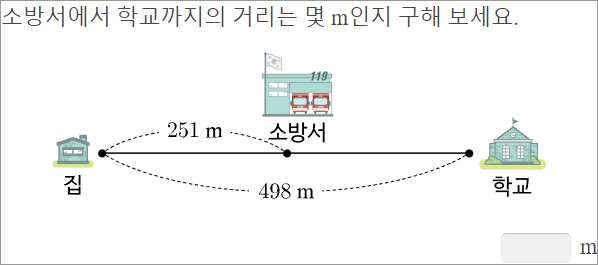 소방서에서 학교까지의 거리는 몇 m인지 구해 보세요.
119
251 m
소방서
집
498 m
학교
m